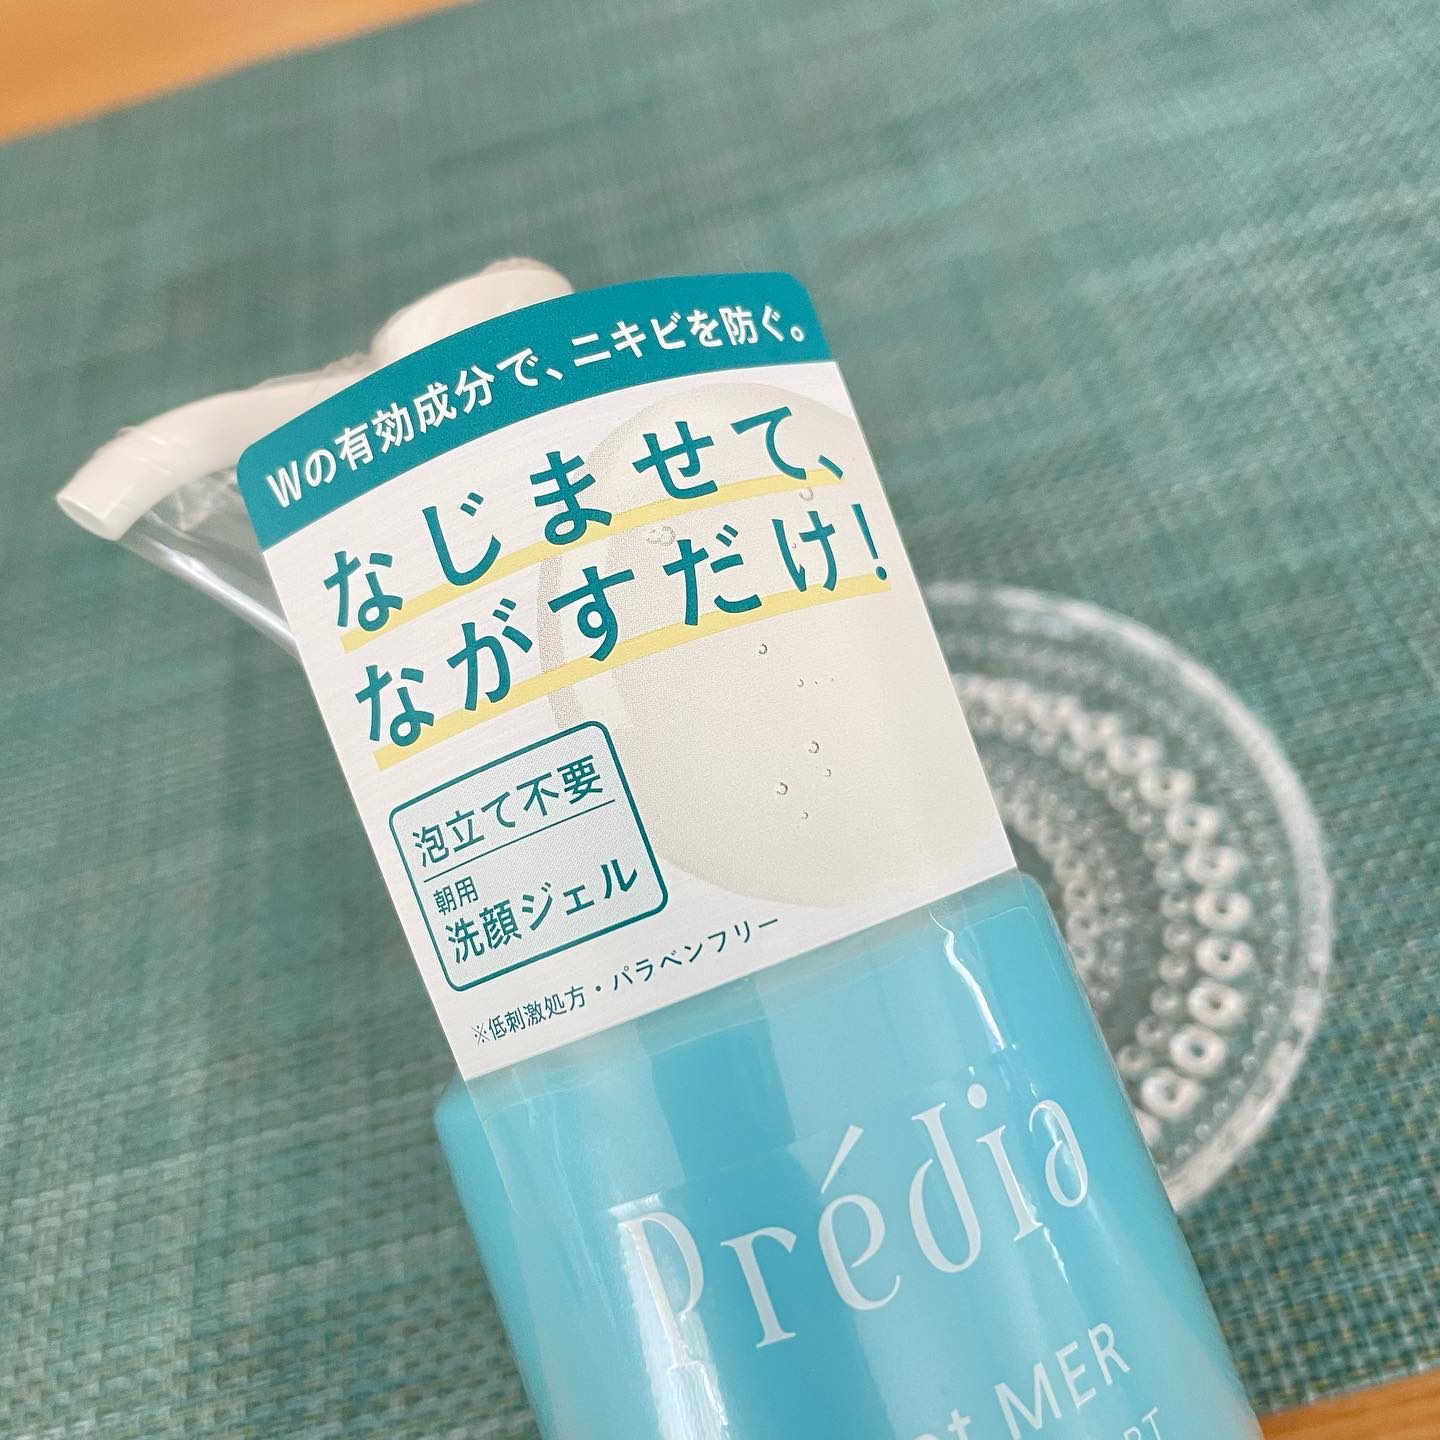 Wの有効成分で、ニキビを防ぐ。
なじませて、
ながすだけ!
泡立て不要
朝用
洗顔ジェル
※低刺激処方・パラベンフリー
Prédia
MER